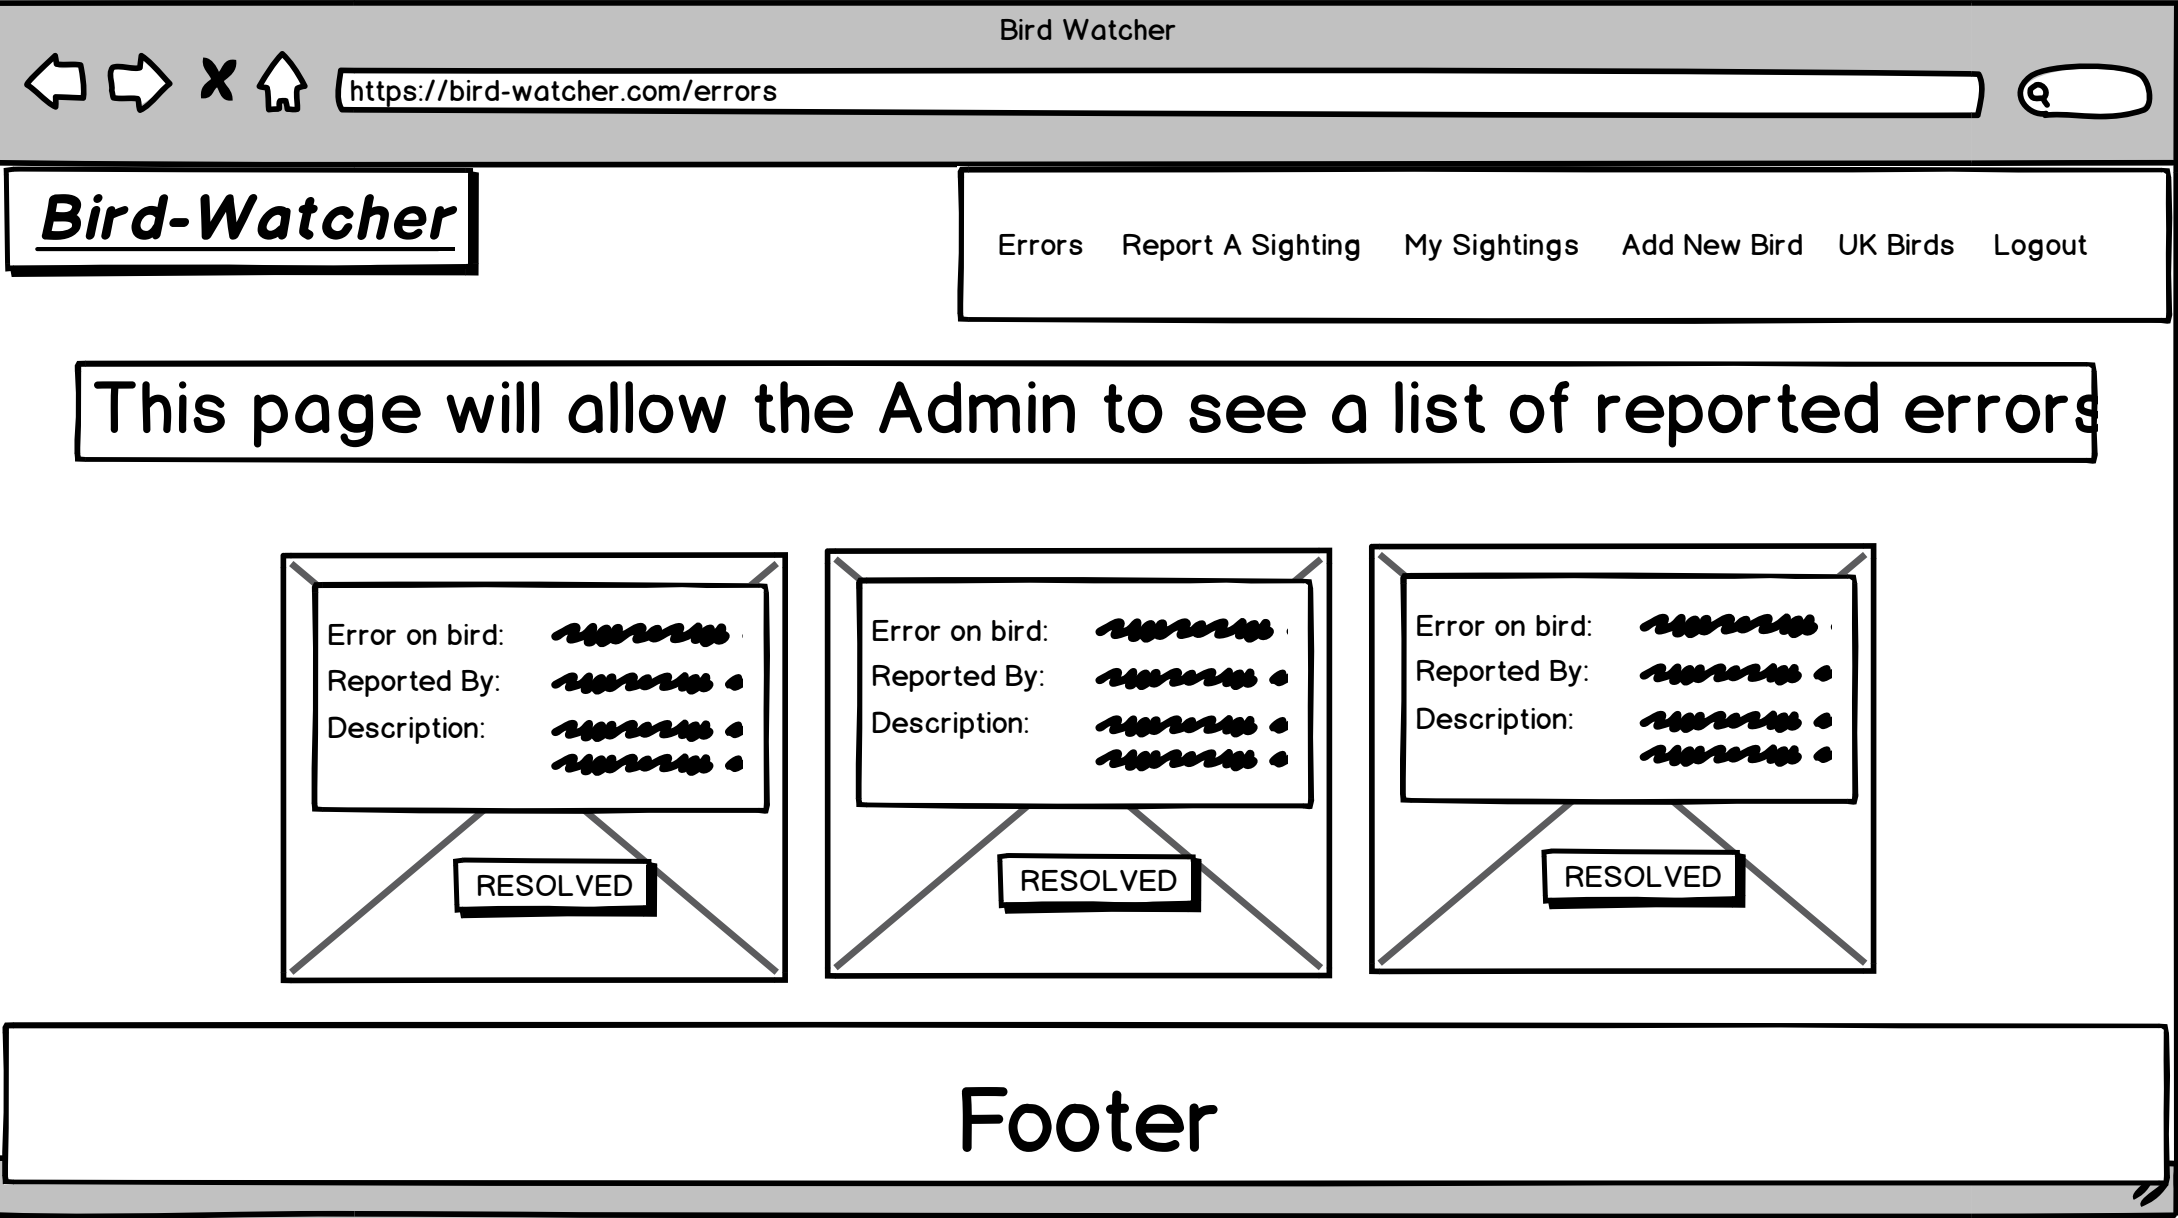 Bird Watcher
https://bird-watcher.com/errors
Bird-Watcher
Errors Report A Sighting My Sightings Add New Bird UK Birds Logout
This page will allow the Admin to see a list of reported errors
Error on bird:
Reported By:
Description:
RESOLVED
Error on bird:
Reported By:
Description:
RESOLVED
Error on bird:
Reported By:
Description:
RESOLVED
Footer